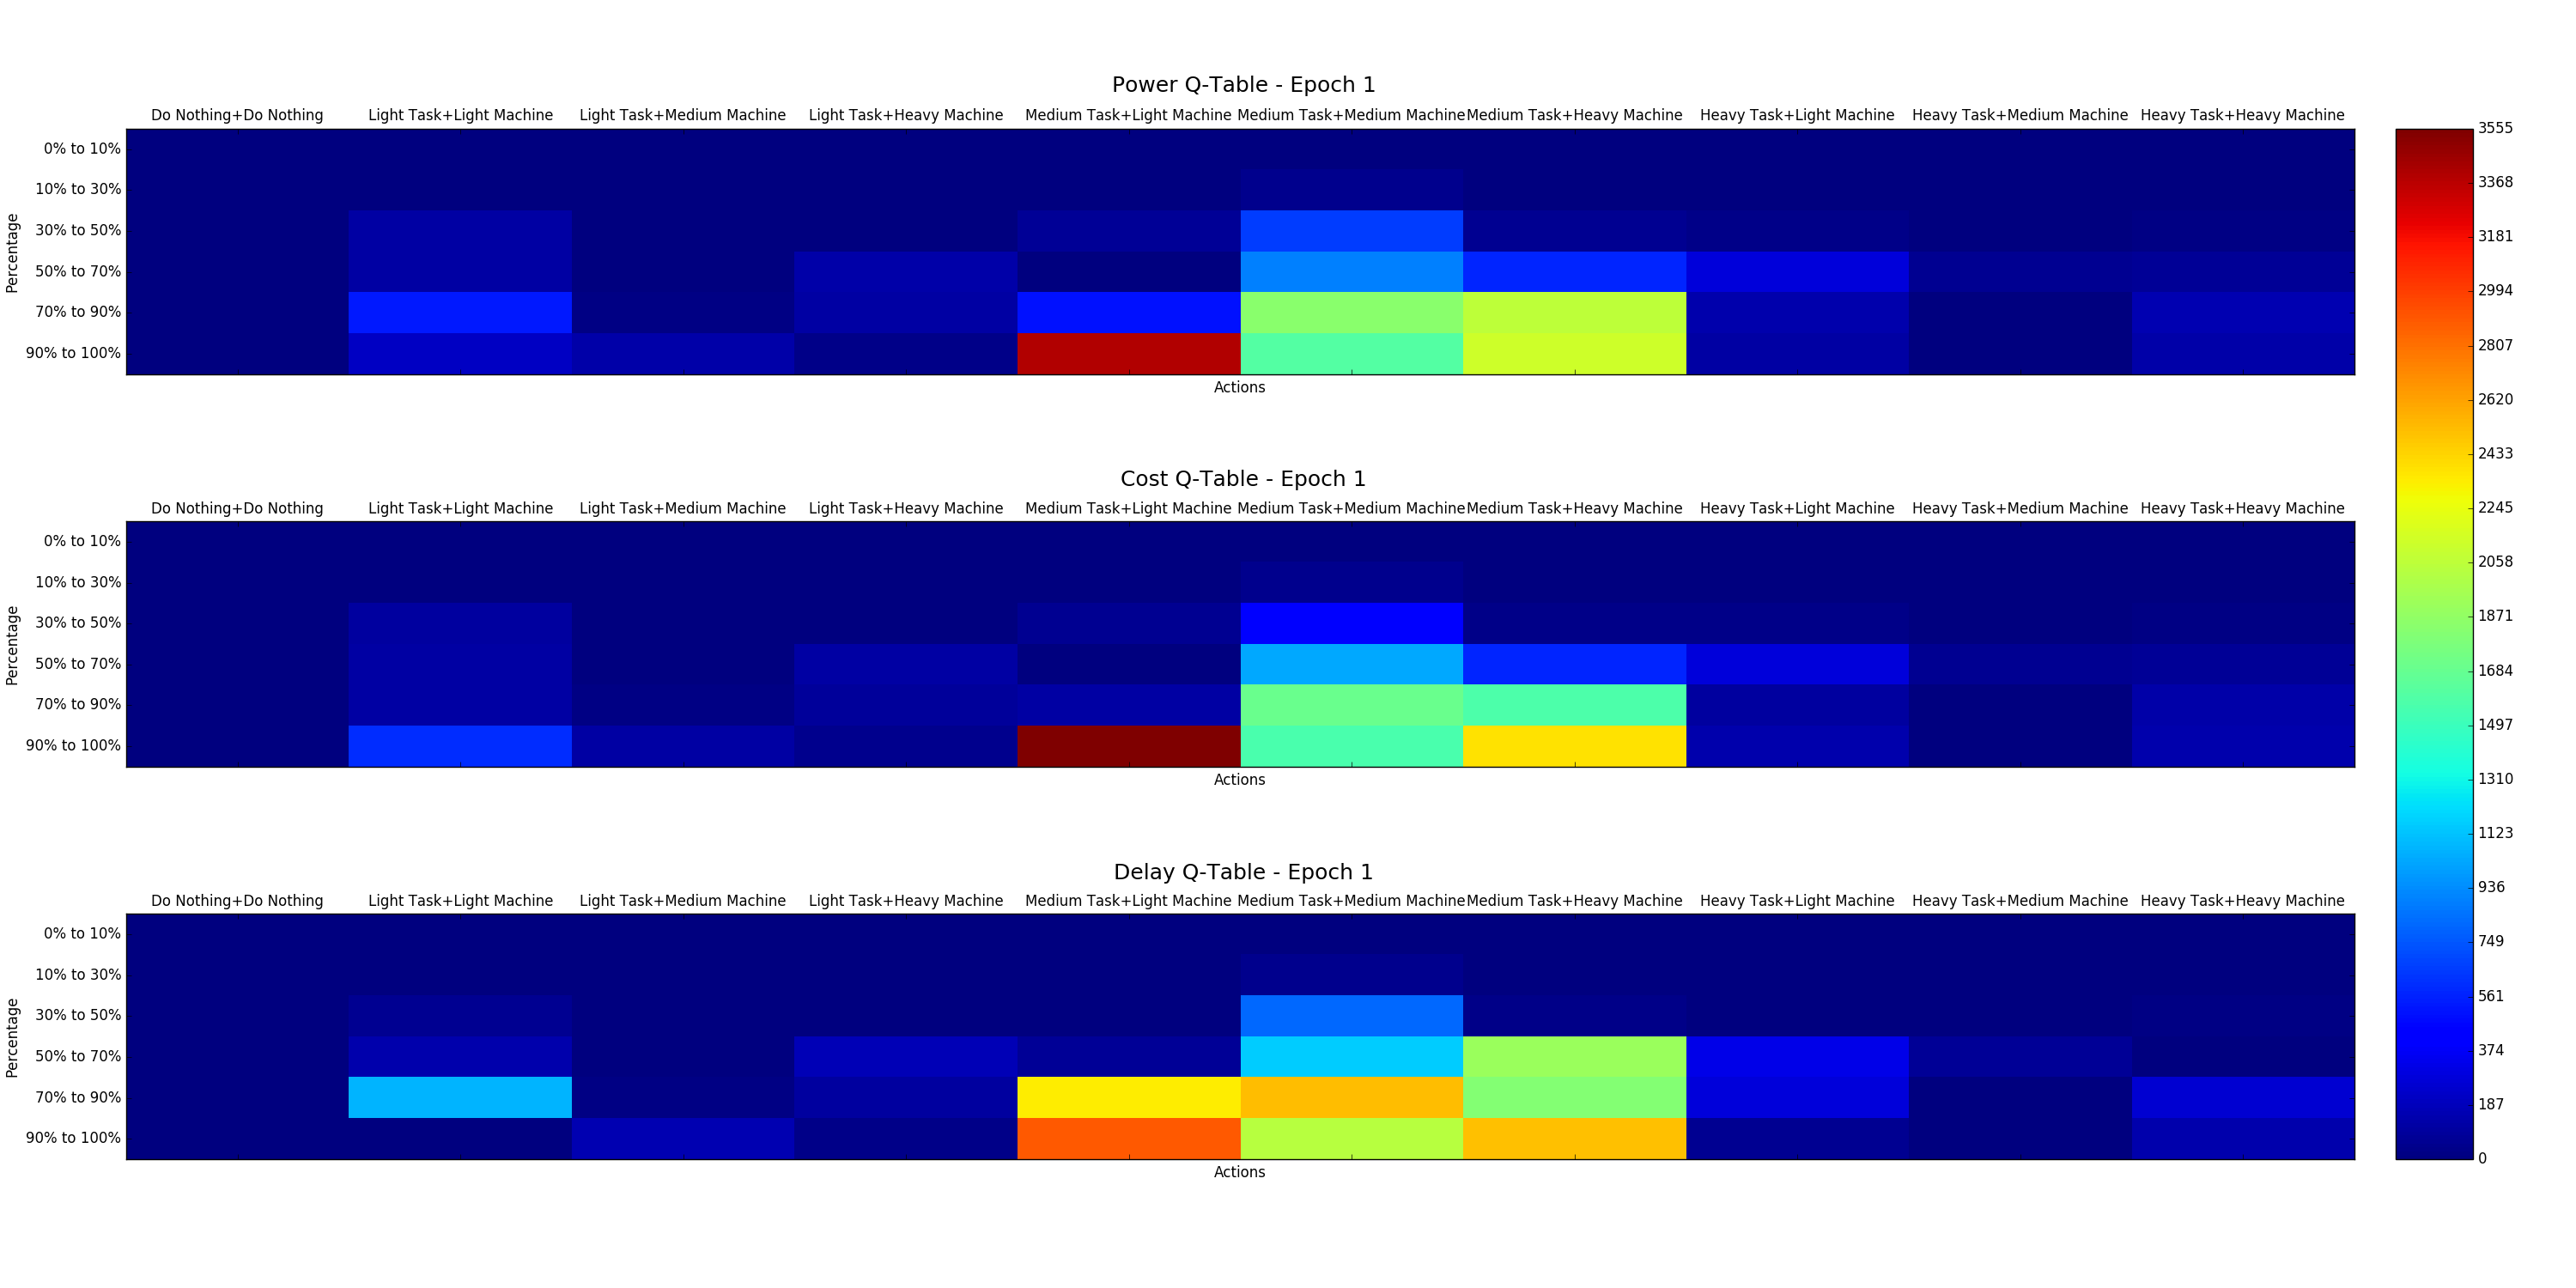 Power Q-Table - Epoch 1
Do Nothing+Do Nothing Light Task+Light Machine Light Task+Medium Machine Light Task+Heavy Machine Medium Task+Light Machine Medium Task+Medium Machine Medium Task+Heavy Machine Heavy Task+Light Machine Heavy Task+Medium Machine Heavy Task+Heavy Machine
Percentage
0% to 10%
10% to 30%
30% to 50%
50% to 70%
70% to 90%
90% to 100%
Actions
Cost Q-Table - Epoch 1
Do Nothing+Do Nothing Light Task+Light Machine Light Task+Medium Machine Light Task+Heavy Machine Medium Task+Light Machine Medium Task+Medium Machine Medium Task+Heavy Machine Heavy Task+Light Machine Heavy Task+Medium Machine Heavy Task+Heavy Machine
Percentage
0% to 10%
10% to 30%
30% to 50%
50% to 70%
70% to 90%
90% to 100%
Actions
Delay Q-Table - Epoch 1
Do Nothing+Do Nothing Light Task+Light Machine Light Task+Medium Machine Light Task+Heavy Machine Medium Task+Light Machine Medium Task+Medium Machine Medium Task+Heavy Machine Heavy Task+Light Machine Heavy Task+Medium Machine Heavy Task+Heavy Machine
Percentage
0% to 10%
10% to 30%
30% to 50%
50% to 70%
70% to 90%
90% to 100%
Actions
3555
3368
3181
2994
2807
2620
2433
2245
2058
1871
1684
1497
1310
1123
936
749
561
374
187
0